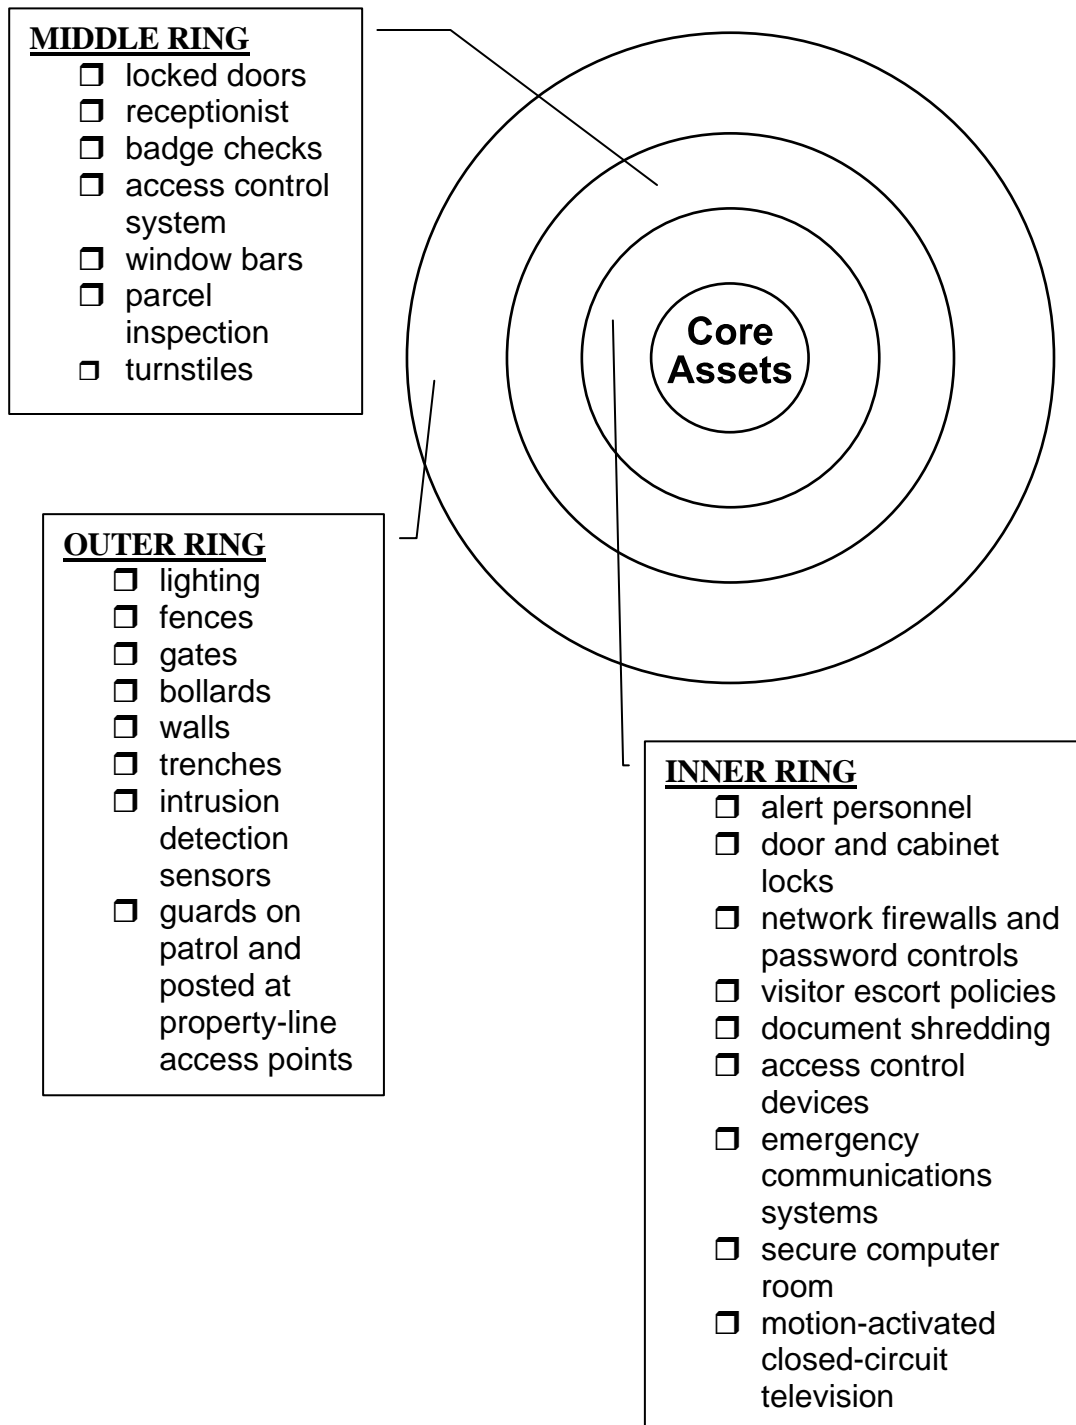 MIDDLE RING
❒ locked doors
❒ receptionist
❒ badge checks
❒ access control
system
❒ window bars
❒ parcel
inspection
❒ turnstiles
Core
Assets
OUTER RING
❒ lighting
❒ fences
❒ gates
❒ bollards
❒ walls
❒ trenches
❒ intrusion
detection
sensors
❒ guards on
patrol and
posted at
property-line
access points
INNER RING
❒ alert personnel
❒ door and cabinet
locks
❒ network firewalls and
password controls
❒ visitor escort policies
❒ document shredding
❒ access control
devices
❒ emergency
communications
systems
❒ secure computer
room
❒ motion-activated
closed-circuit
television